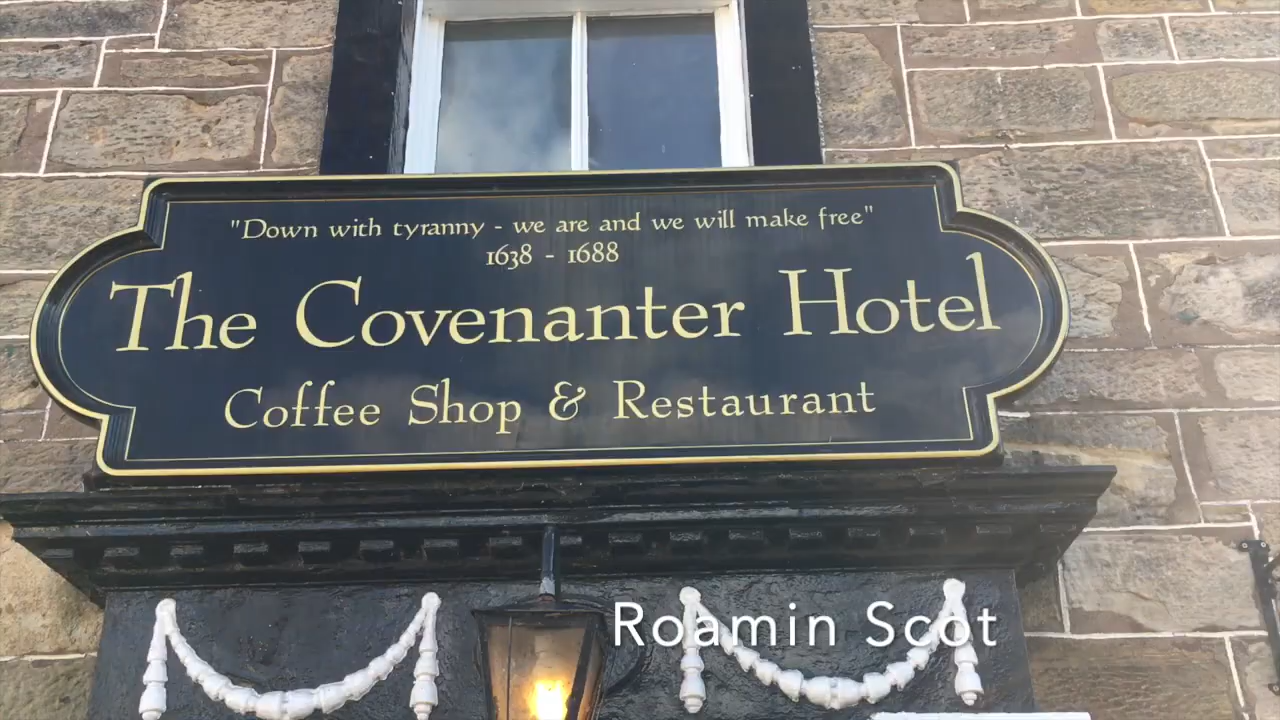 "Down with tyranny - we are and we will make free"
1638 - 1688
The Covenanter Hotel
Coffee Shop & Restaurant
Roamin Scot